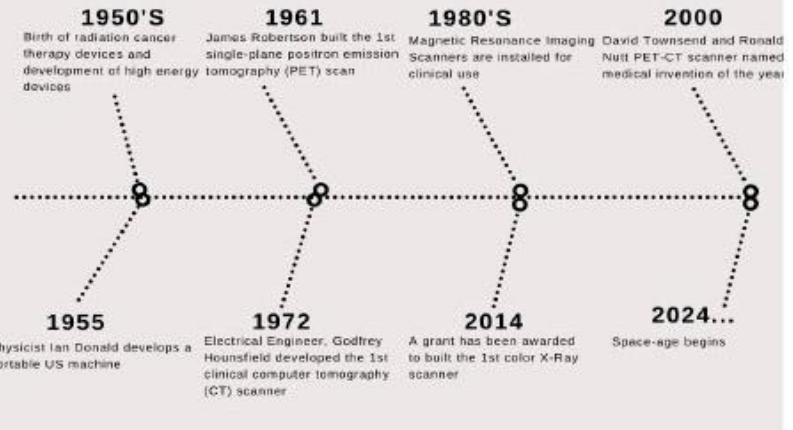 1950'S
Birth of radiation cancer
therapy devices and
development of high energy
devices
1961
James Robertson built the 1st
single-plane positron emission
tomography (PET) scan
1980'S
Magnetic Resonance Imaging
Scanners are installed for
clinical use
2000
David Townsend and Ronald
Nutt PET-CT scanner named
medical invention of the year
1955
hysicist Ian Donald develops a
ortable US machine
1972
Electrical Engineer, Godfrey
Hounsfield developed the 1st
clinical computer tomography
(CT) scanner
2014
A grant has been awarded
to built the 1st color X-Ray
scanner
2024...
Space-age begins